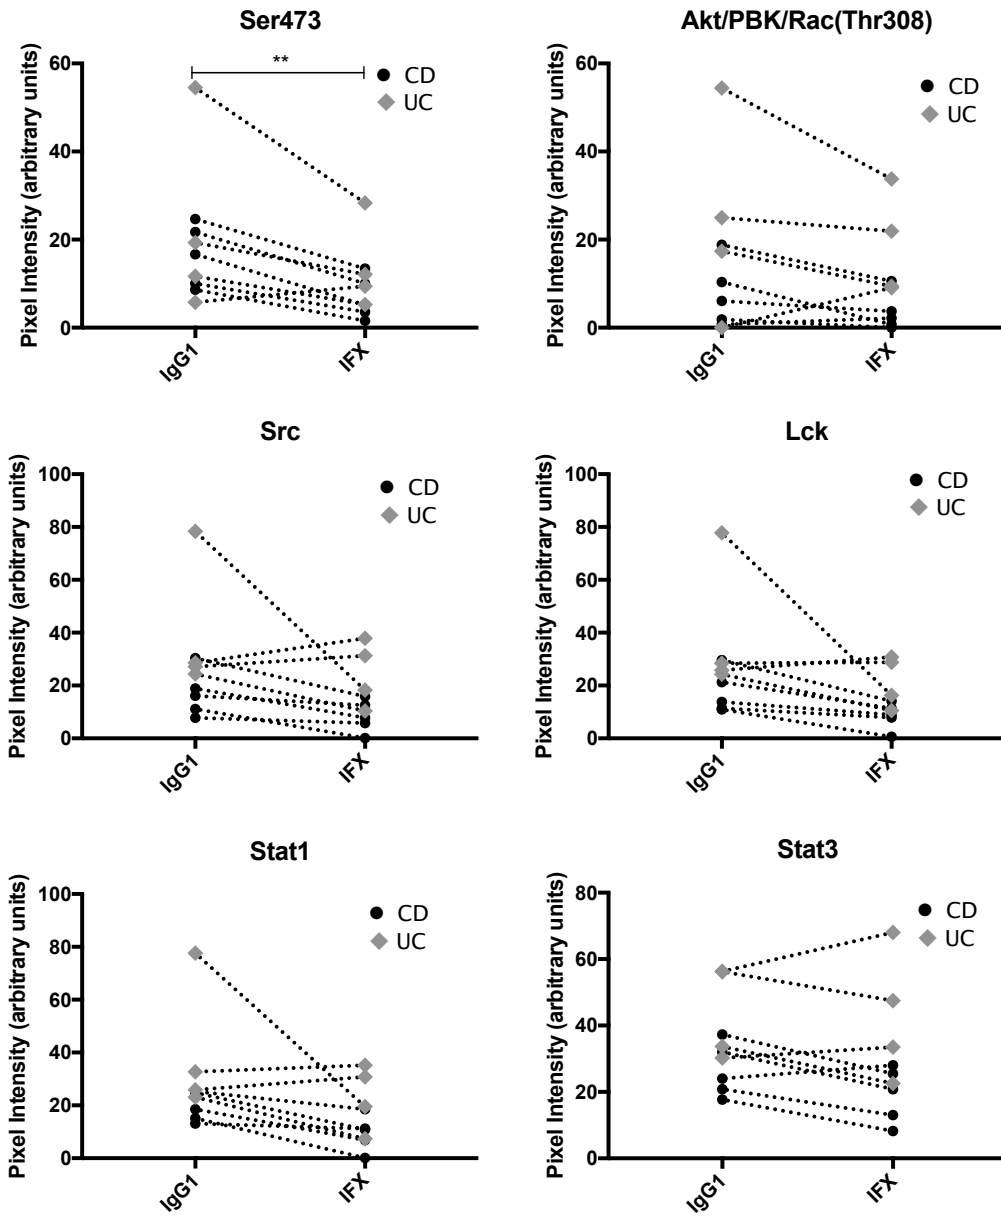 Ser473
**
CD
UC
Pixel Intensity (arbitrary units)
60
40
20
0
IgG1
IFX
Akt/PBK/Rac(Thr308)
CD
UC
Pixel Intensity (arbitrary units)
60
40
20
0
IgG1
IFX
Src
CD
UC
Pixel Intensity (arbitrary units)
100
80
60
40
20
0
IgG1
IFX
Lck
CD
UC
Pixel Intensity (arbitrary units)
100
80
60
40
20
0
IgG1
IFX
Stat1
CD
UC
Pixel Intensity (arbitrary units)
100
80
60
40
20
0
IgG1
IFX
Stat3
CD
UC
Pixel Intensity (arbitrary units)
80
60
40
20
0
IgG1
IFX